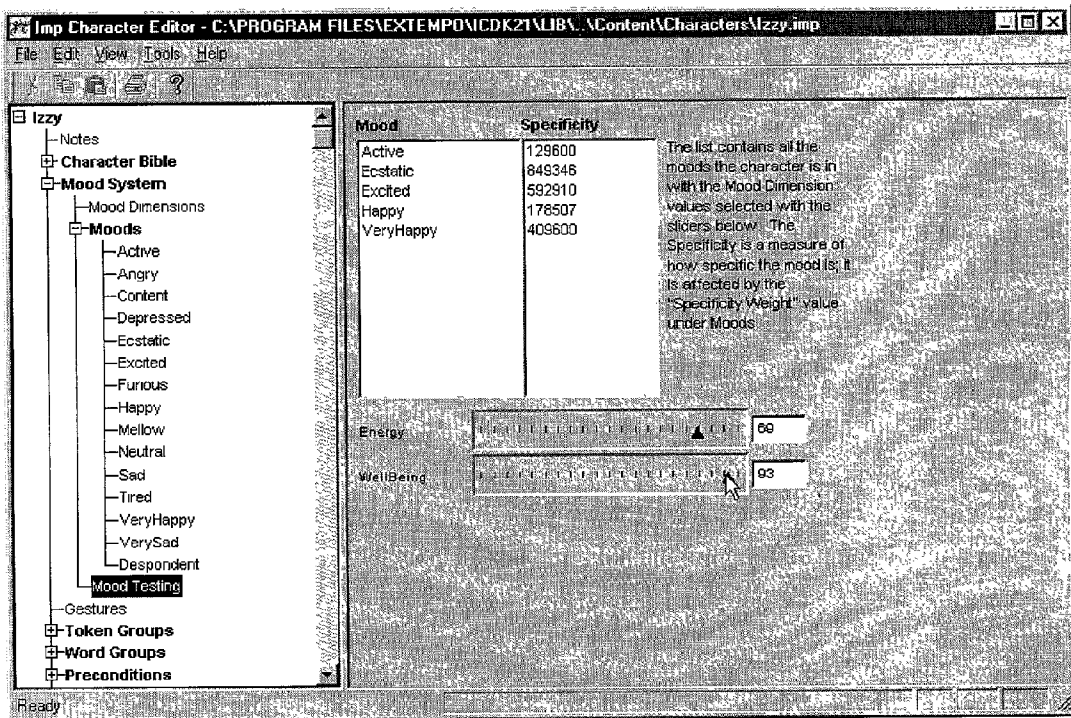 Imp Character Editor - C:\PROGRAM FILES\EXTEMPO\ICDK21\LIB\..\Content\Characters\Izzy.imp
File Edit View Tools Help
Izzy
Notes
Character Bible
Mood System
Mood Dimensions
Moods
Active
Angry
Content
Depressed
Ecstatic
Excited
Furious
Happy
Mellow
Neutral
Sad
Tired
VeryHappy
VerySad
Despondent
Mood Testing
Gestures
Token Groups
Word Groups
Preconditions
Mood Specificity
Active 129600
Ecstatic 849346
Excited 592910
Happy 178507
VeryHappy 409600
The list contains all the
moods the character is in
with the Mood Dimension
values selected with the
sliders below. The
Specificity is a measure of
how specific the mood is; it
is affected by the
"Specificity Weight" value
under Moods
Energy 69
WellBeing 93
Ready